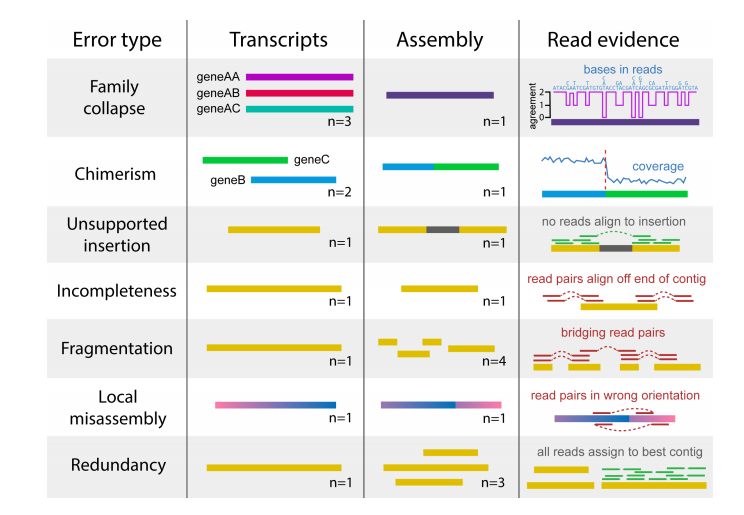 Error type Transcripts Assembly Read evidence
Family collapse
geneAA
geneAB
geneAC
n=3
n=1
bases in reads
agreement
2
1
0
Chimerism
geneC
geneB
n=2
n=1
coverage
Unsupported insertion
n=1
n=1
no reads align to insertion
Incompleteness
n=1
n=1
read pairs align off end of contig
Fragmentation
n=1
n=4
bridging read pairs
Local misassembly
n=1
n=1
read pairs in wrong orientation
Redundancy
n=1
n=3
all reads assign to best contig